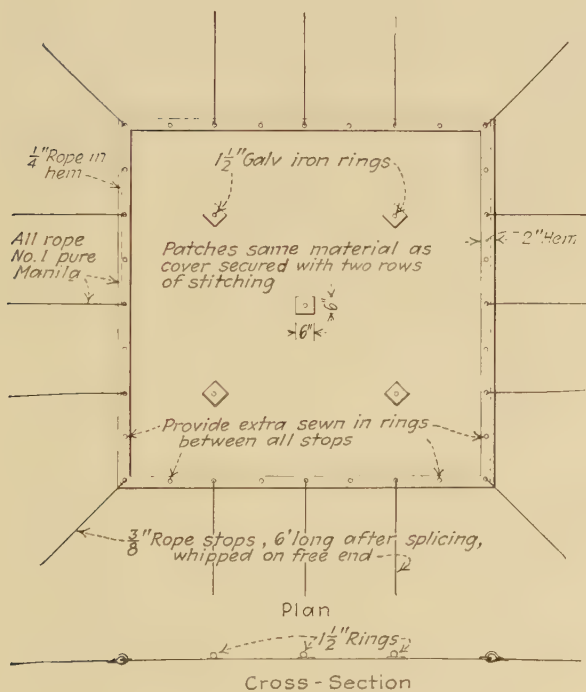 1/4" Rope in
hem
1 1/2" Galv iron rings
2" Hem
All rope
No. 1 pure
Manila
Patches same material as
cover secured with two rows
of stitching
6"
6"
Provide extra sewn in rings
between all stops
3/8" Rope stops, 6' long after splicing,
whipped on free end
Plan
1 1/2" Rings
Cross-Section